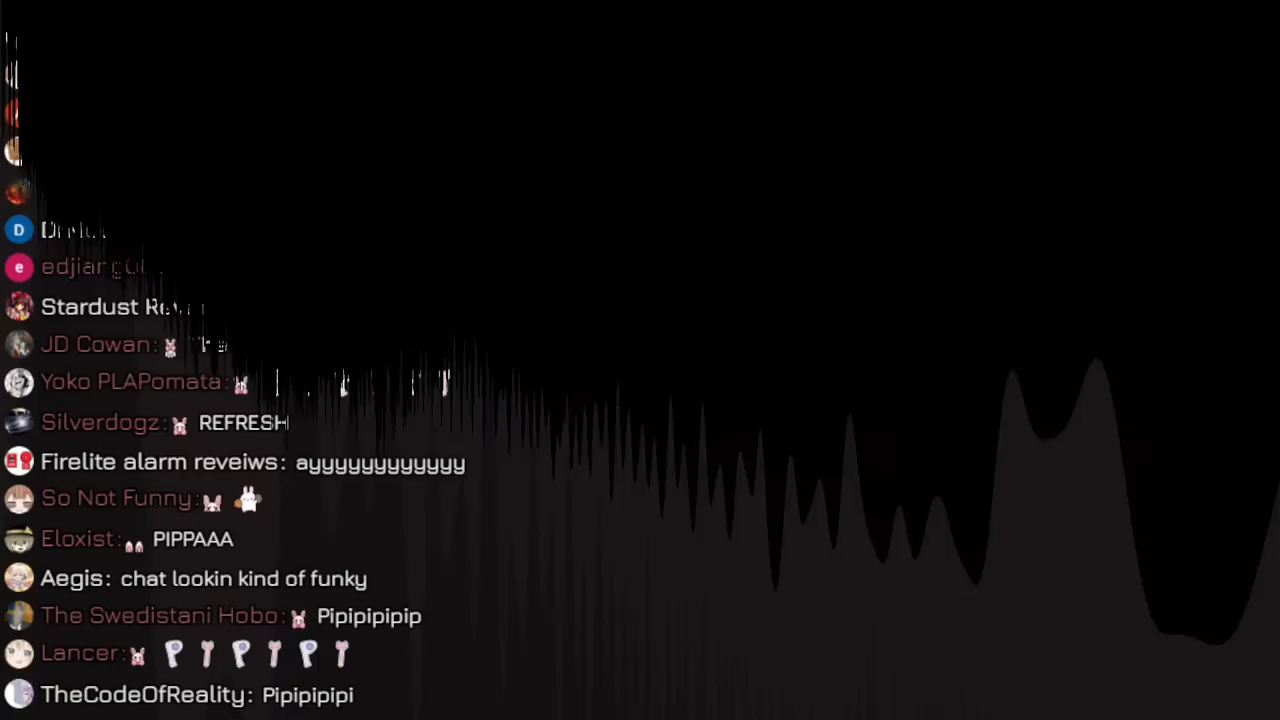 D
e edjiang
Stardust
JD Cowan:
Yoko PLAPomata:
Silverdogz: REFRESH
Firelite alarm reveiws: ayyyyyyyyyyyy
So Not Funny:
Eloxist: PIPPAAA
Aegis: chat lookin kind of funky
The Swedistani Hobo: Pipipipipip
Lancer: P I P I P I
TheCodeOfReality: Pipipipipi